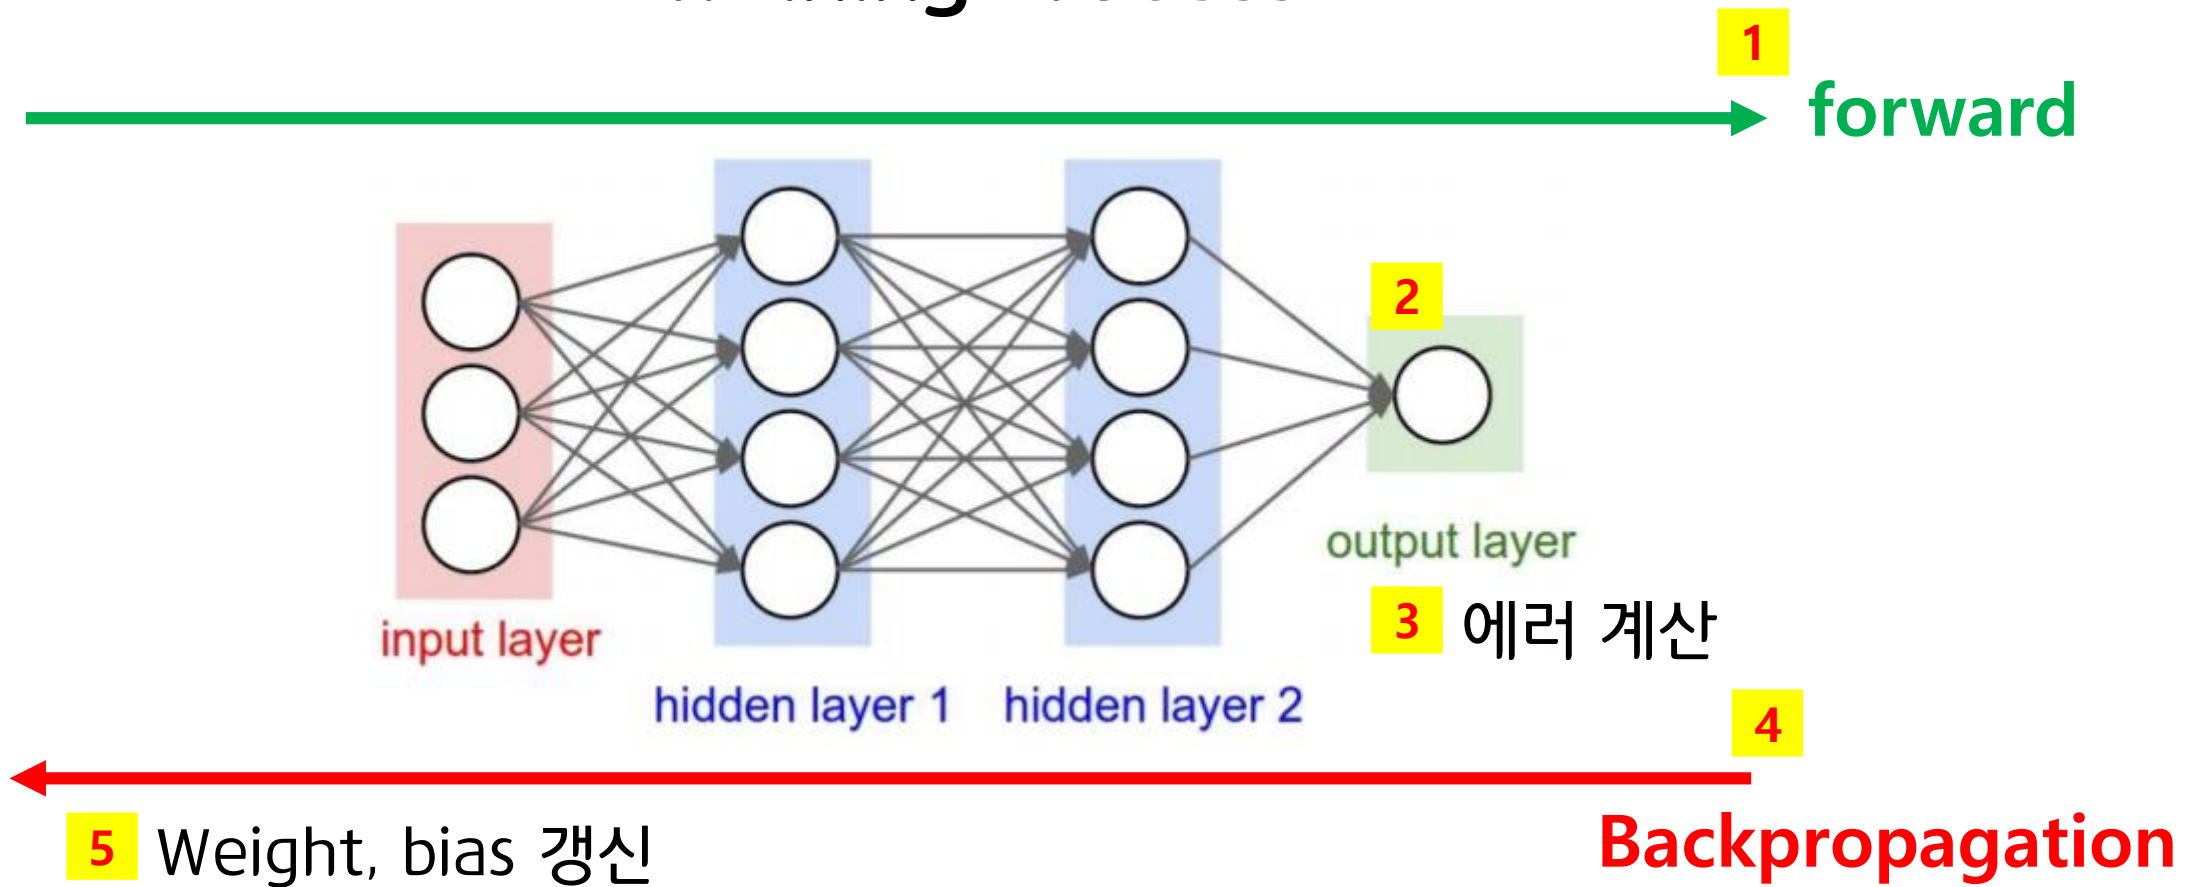 1
forward
2
output layer
input layer
3 에러 계산
hidden layer 1 hidden layer 2
4
Backpropagation
5 Weight, bias 갱신